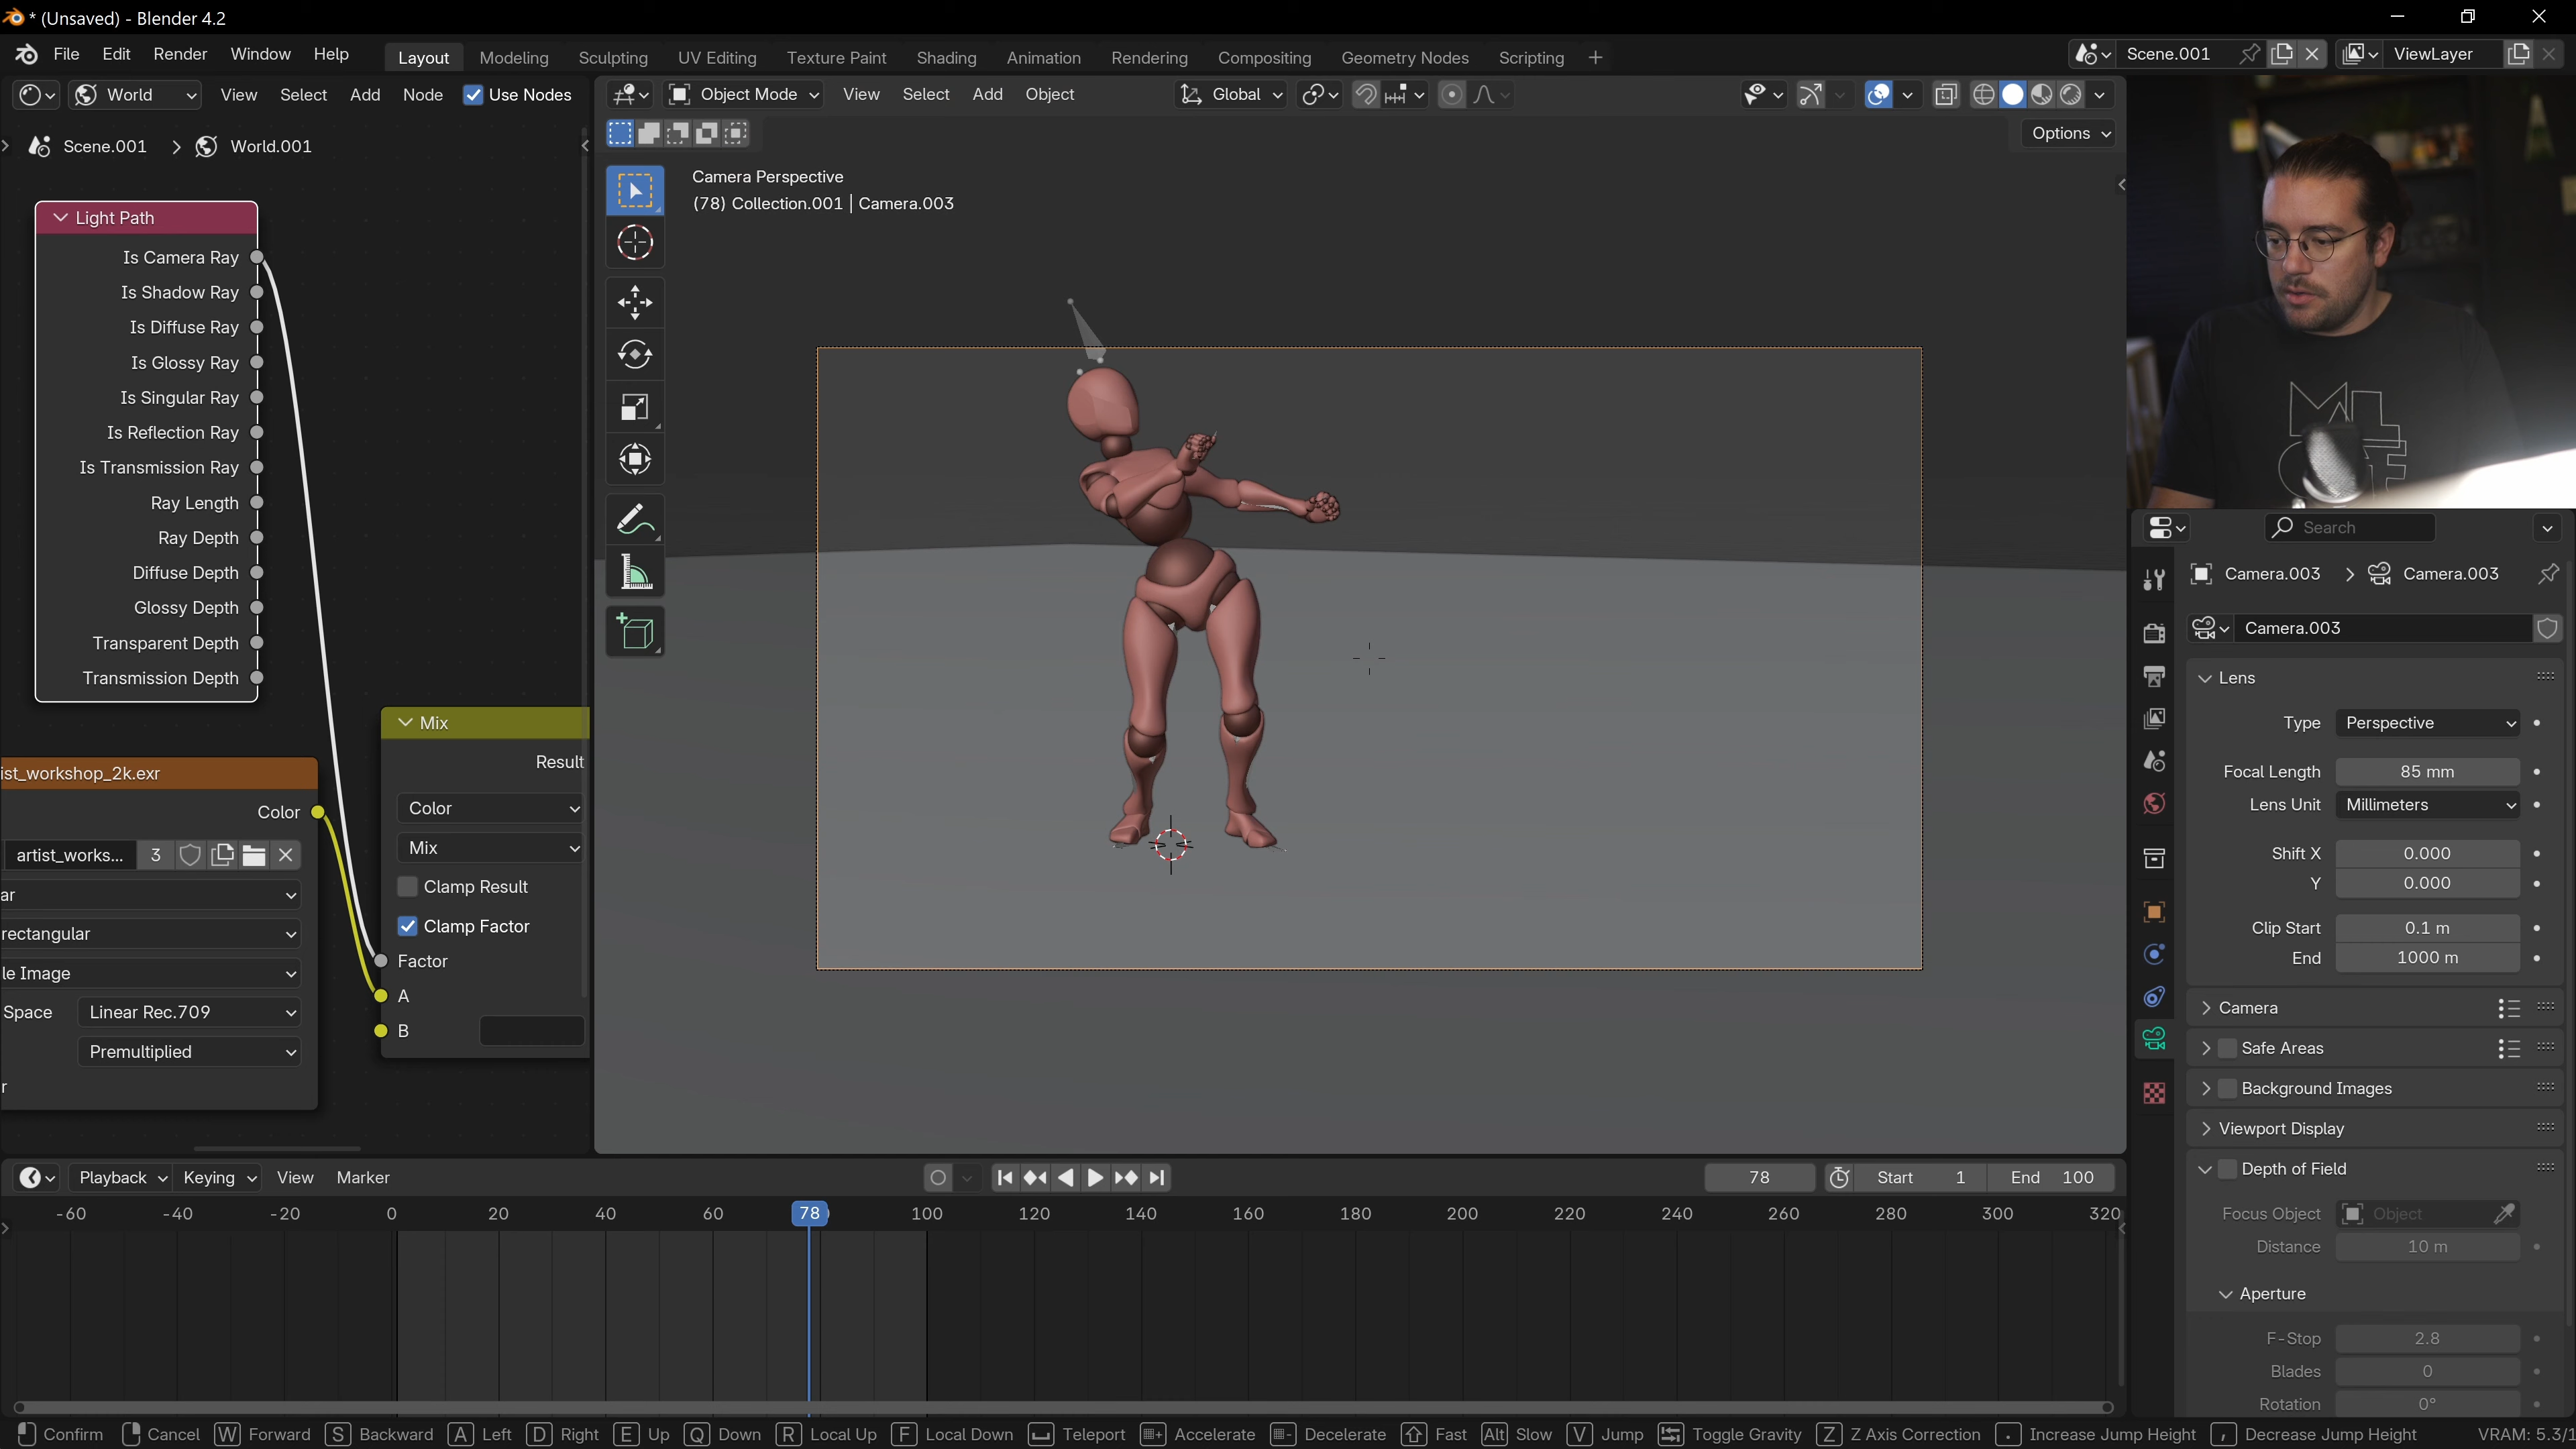 * (Unsaved) - Blender 4.2
File Edit Render Window Help
Layout Modeling Sculpting UV Editing Texture Paint Shading Animation Rendering Compositing Geometry Nodes Scripting +
Scene.001 ViewLayer
World View Select Add Node Use Nodes
Object Mode View Select Add Object Global
Options
Scene.001 > World.001
Camera Perspective
(78) Collection.001 | Camera.003
Light Path
Is Camera Ray
Is Shadow Ray
Is Diffuse Ray
Is Glossy Ray
Is Singular Ray
Is Reflection Ray
Is Transmission Ray
Ray Length
Ray Depth
Diffuse Depth
Glossy Depth
Transparent Depth
Transmission Depth
ist_workshop_2k.exr
Color
artist_works... 3
ar
rectangular
le Image
Space Linear Rec.709
Premultiplied
r
Mix
Result
Color
Mix
Clamp Result
Clamp Factor
Factor
A
B
Search
Camera.003 > Camera.003
Camera.003
Lens
Type Perspective
Focal Length 85 mm
Lens Unit Millimeters
Shift X 0.000
Y 0.000
Clip Start 0.1 m
End 1000 m
Camera
Safe Areas
Background Images
Viewport Display
Depth of Field
Focus Object Object
Distance 10 m
Aperture
F-Stop 2.8
Blades 0
Rotation 0°
Playback Keying View Marker
78 Start 1 End 100
-60 -40 -20 0 20 40 60 78 100 120 140 160 180 200 220 240 260 280 300 320
Confirm Cancel W Forward S Backward A Left D Right E Up Q Down R Local Up F Local Down Teleport Accelerate Decelerate Fast Alt Slow V Jump Toggle Gravity Z Z Axis Correction . Increase Jump Height , Decrease Jump Height VRAM: 5.3/1